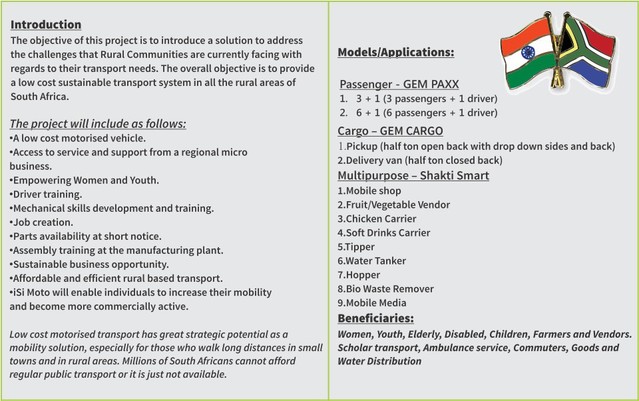 Introduction
The objective of this project is to introduce a solution to address
the challenges that Rural Communities are currently facing with
regards to their transport needs. The overall objective is to provide
a low cost sustainable transport system in all the rural areas of
South Africa.
The project will include as follows:
•A low cost motorised vehicle.
•Access to service and support from a regional micro
business.
•Empowering Women and Youth.
•Driver training.
•Mechanical skills development and training.
•Job creation.
•Parts availability at short notice.
•Assembly training at the manufacturing plant.
•Sustainable business opportunity.
•Affordable and efficient rural based transport.
•iSi Moto will enable individuals to increase their mobility
and become more commercially active.
Low cost motorised transport has great strategic potential as a
mobility solution, especially for those who walk long distances in small
towns and in rural areas. Millions of South Africans cannot afford
regular public transport or it is just not available.
Models/Applications:
Passenger - GEM PAXX
1. 3 + 1 (3 passengers + 1 driver)
2. 6 + 1 (6 passengers + 1 driver)
Cargo – GEM CARGO
1.Pickup (half ton open back with drop down sides and back)
2.Delivery van (half ton closed back)
Multipurpose – Shakti Smart
1.Mobile shop
2.Fruit/Vegetable Vendor
3.Chicken Carrier
4.Soft Drinks Carrier
5.Tipper
6.Water Tanker
7.Hopper
8.Bio Waste Remover
9.Mobile Media
Beneficiaries:
Women, Youth, Elderly, Disabled, Children, Farmers and Vendors.
Scholar transport, Ambulance service, Commuters, Goods and
Water Distribution